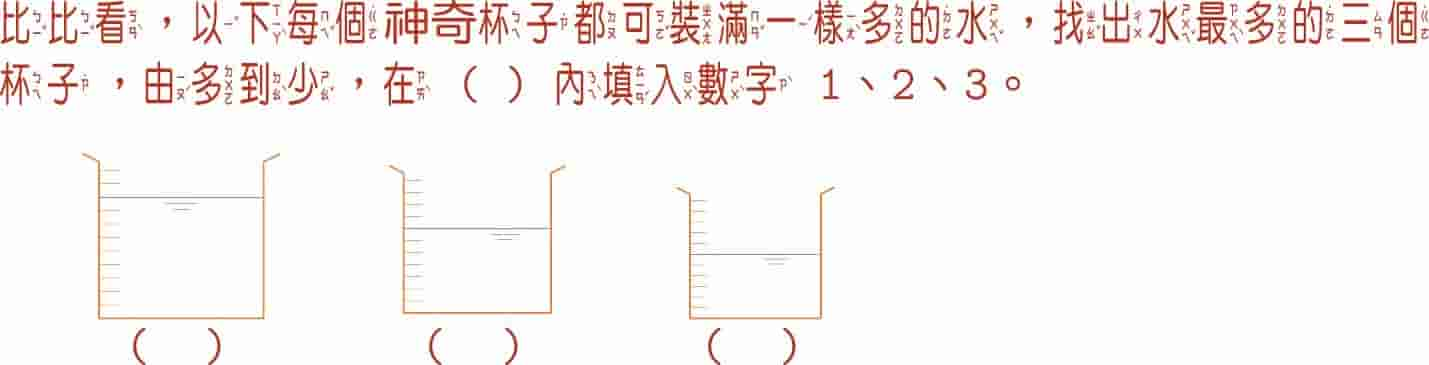 比比看，以下每個神奇杯子都可裝滿一樣多的水，找出水最多的三個
杯子，由多到少，在（ ）內填入數字 1、2、3。
（ ） （ ） （ ）